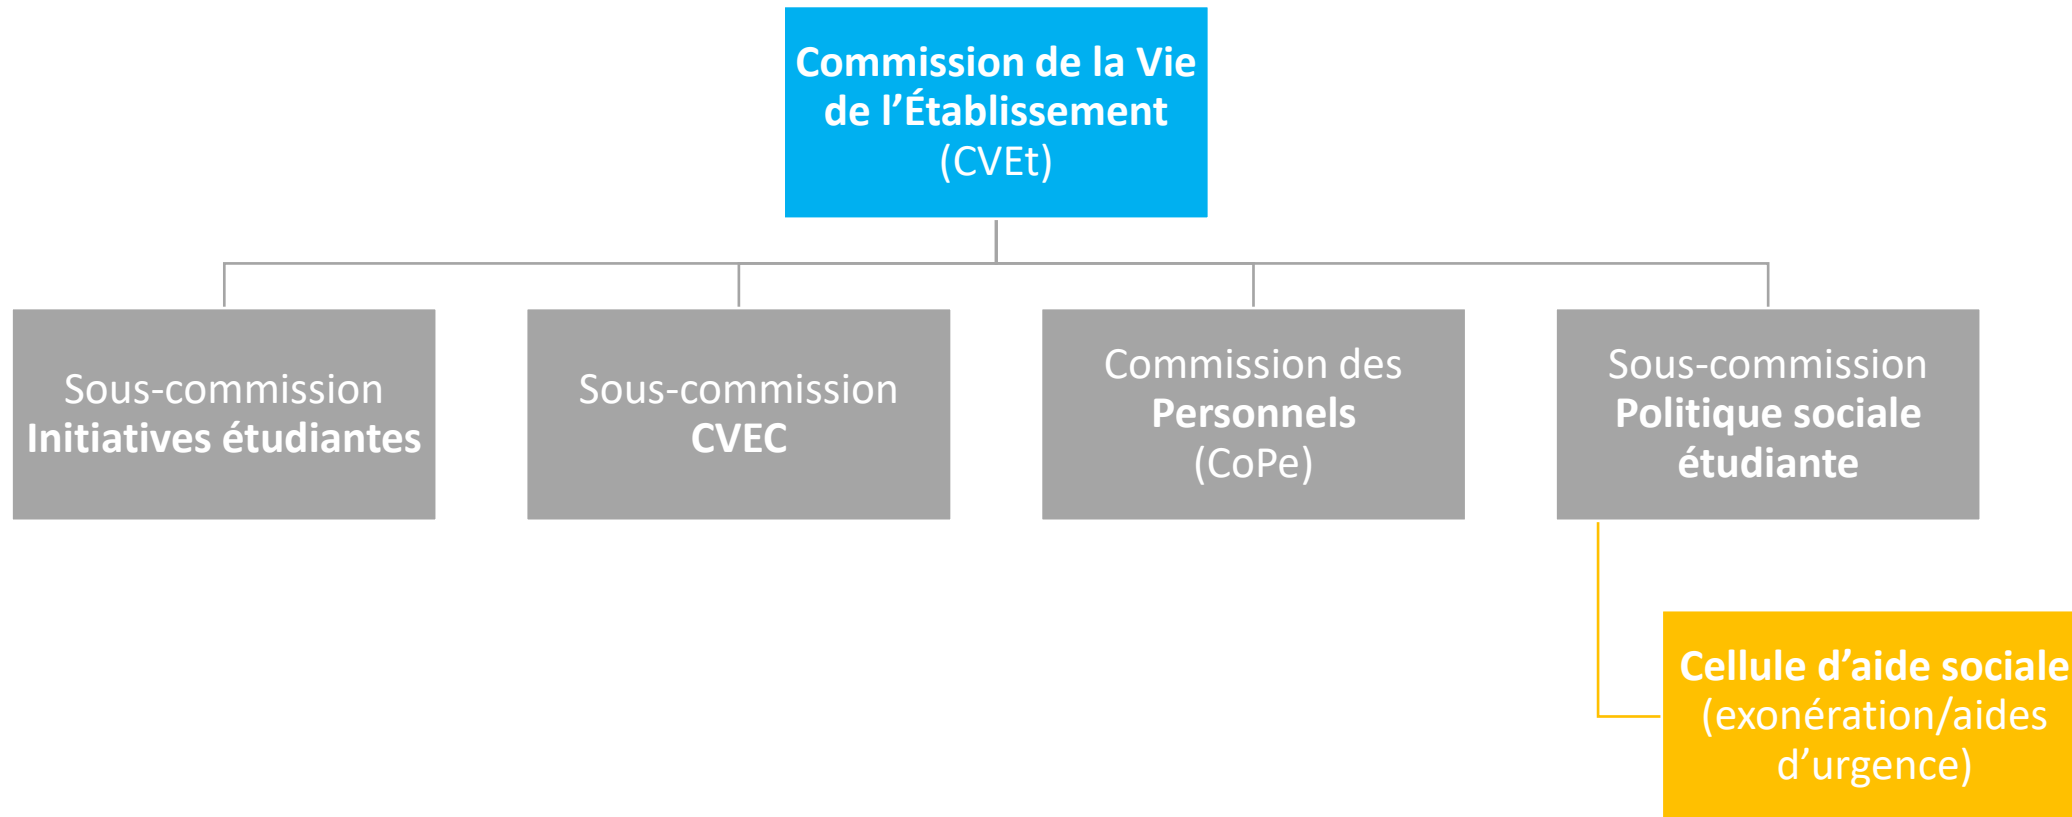 Commission de la Vie
de l’Établissement
(CVEt)
Sous-commission
Initiatives étudiantes
Sous-commission
CVEC
Commission des
Personnels
(CoPe)
Sous-commission
Politique sociale
étudiante
Cellule d’aide sociale
(exonération/aides
d’urgence)